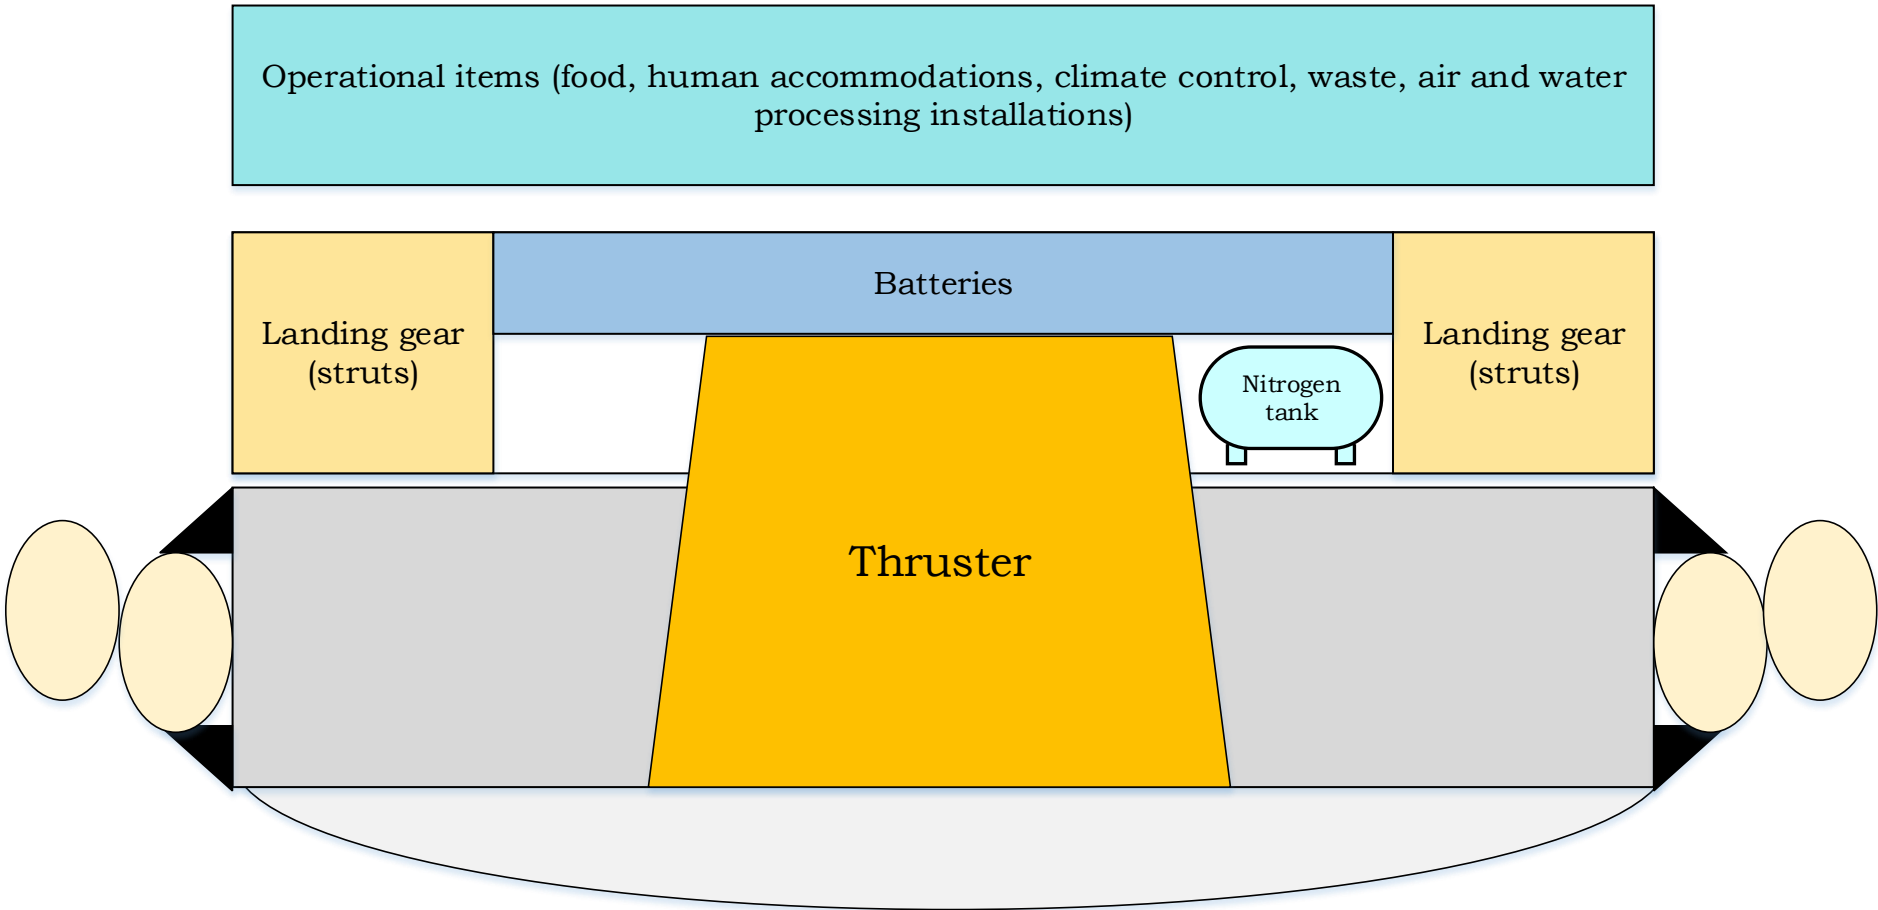 Operational items (food, human accommodations, climate control, waste, air and water
processing installations)
Batteries
Landing gear
(struts)
Landing gear
(struts)
Nitrogen
tank
Thruster